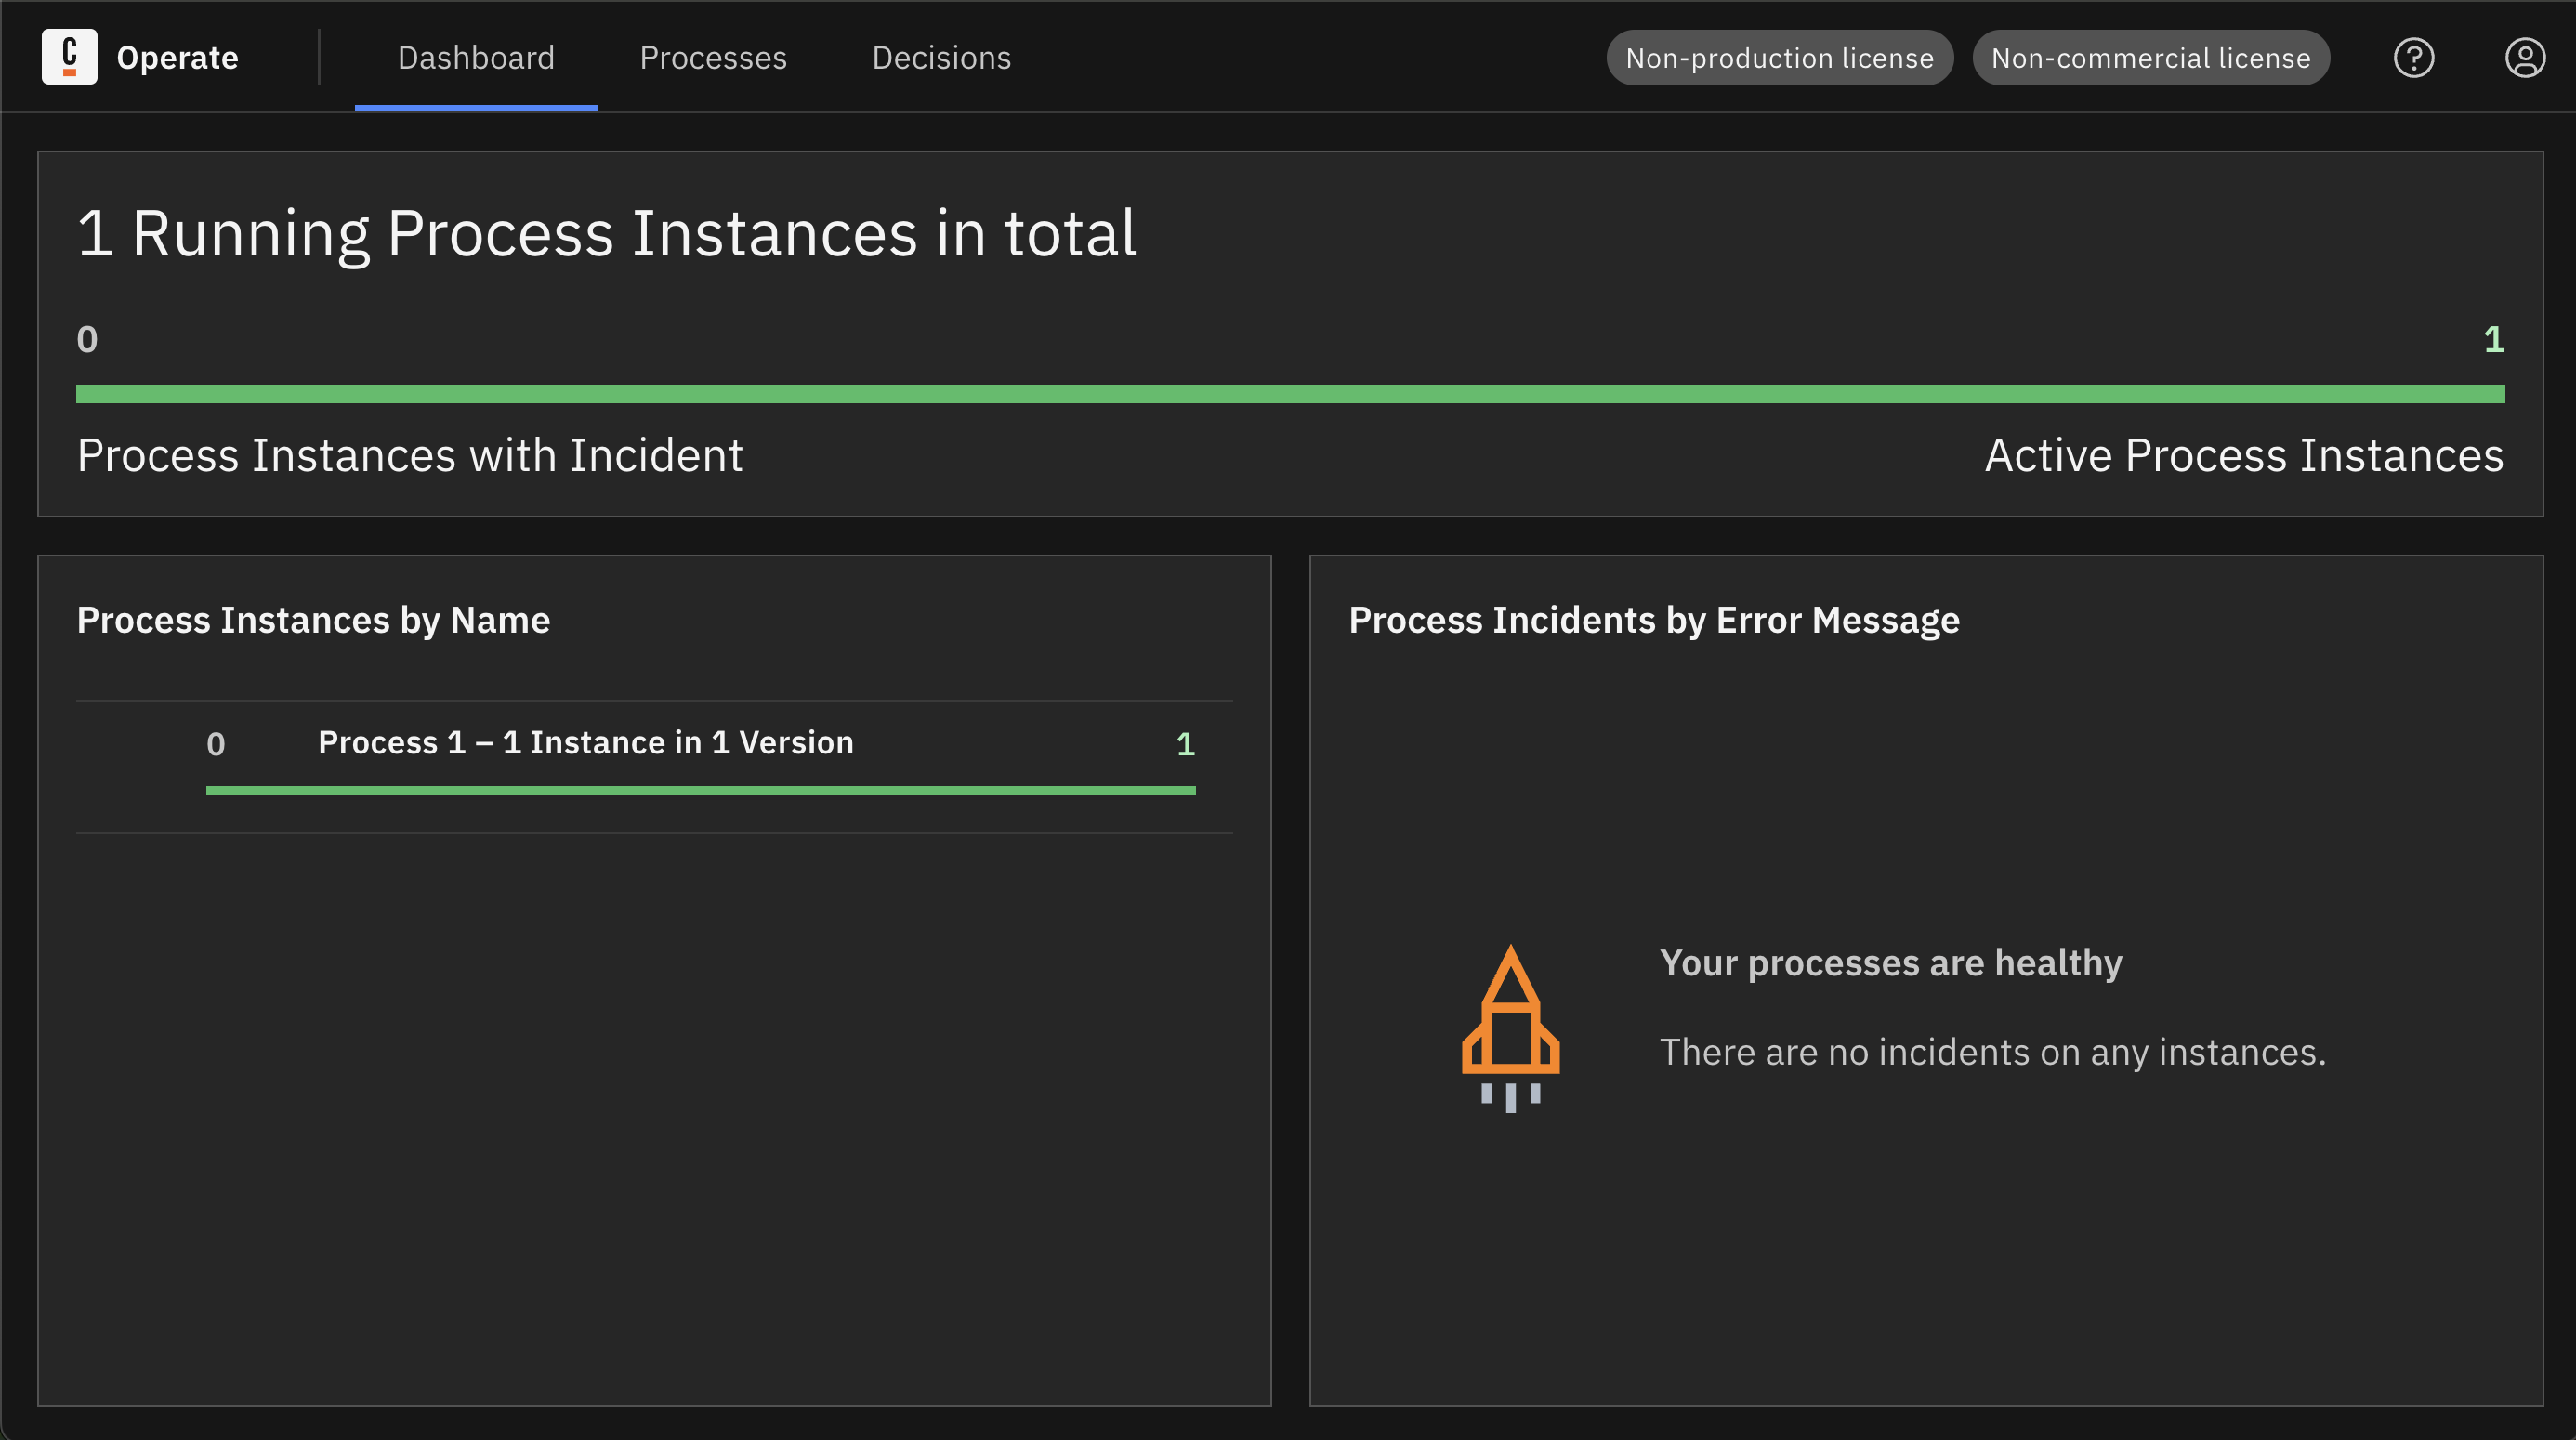 C Operate Dashboard Processes Decisions Non-production license Non-commercial license ?
1 Running Process Instances in total
0 1
Process Instances with Incident Active Process Instances
Process Instances by Name
0 Process 1 – 1 Instance in 1 Version 1
Process Incidents by Error Message
Your processes are healthy
There are no incidents on any instances.